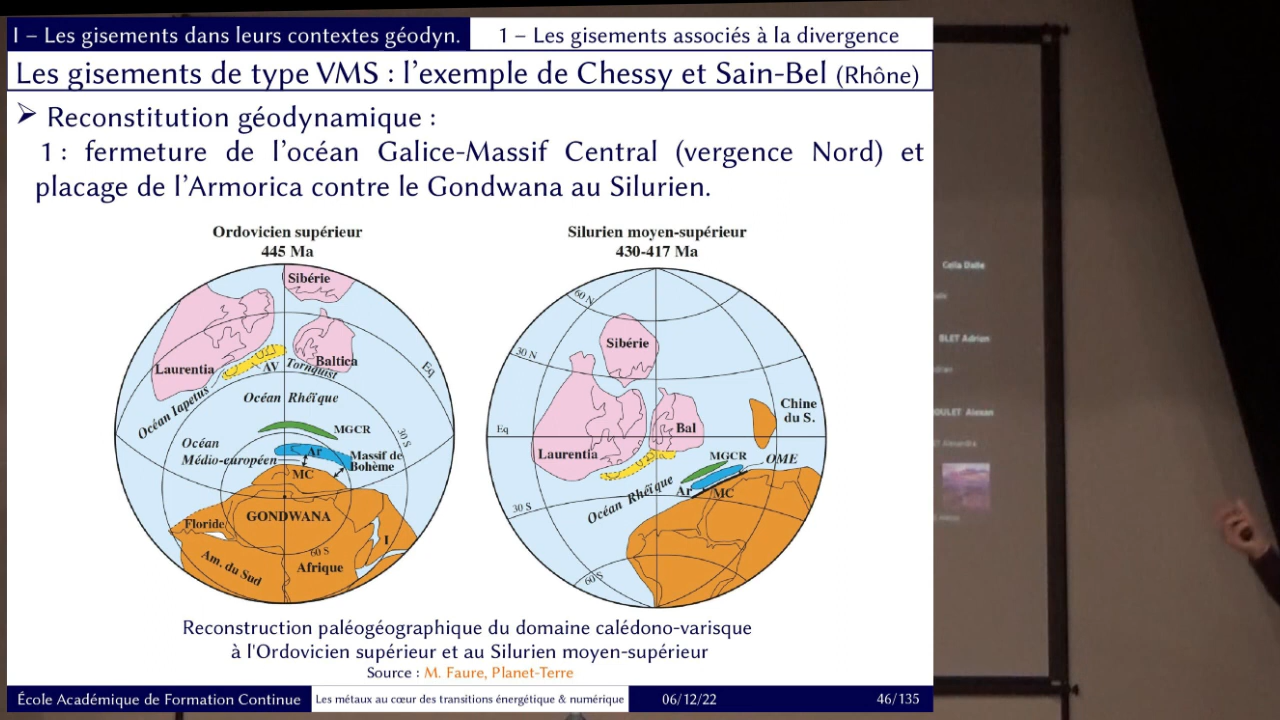 I – Les gisements dans leurs contextes géodyn.
1 – Les gisements associés à la divergence
Les gisements de type VMS : l'exemple de Chessy et Sain-Bel (Rhône)
➢ Reconstitution géodynamique :
1 : fermeture de l'océan Galice-Massif Central (vergence Nord) et
placage de l'Armorica contre le Gondwana au Silurien.
Ordovicien supérieur
445 Ma
Sibérie
Laurentia
AV
Tornquist
Baltica
Eq
Océan Iapetus
Océan Rhéïque
MGCR
30 S
Océan
Médio-européen
Ar
Massif de
Bohème
MC
GONDWANA
Floride
I
60 S
Am. du Sud
Afrique
Silurien moyen-supérieur
430-417 Ma
60 N
30 N
Sibérie
Chine
du S.
Eq
Bal
Laurentia
MGCR
OME
Océan Rhéïque
Ar
MC
30 S
60 S
Reconstruction paléogéographique du domaine calédono-varisque
à l'Ordovicien supérieur et au Silurien moyen-supérieur
Source : M. Faure, Planet-Terre
École Académique de Formation Continue
Les métaux au cœur des transitions énergétique & numérique
06/12/22
46/135
BLET Adrien